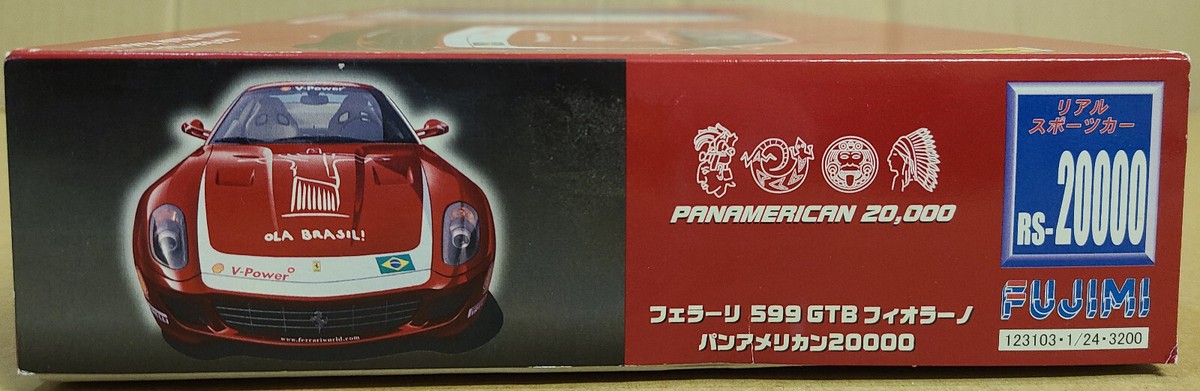 V-Power
OLA BRASIL!
V-Power
www.ferrariworld.com
PANAMERICAN 20,000
フェラーリ 599 GTB フィオラーノ
パンアメリカン20000
リアル
スポーツカー
RS-20000
FUJIMI
123103・1/24・3200